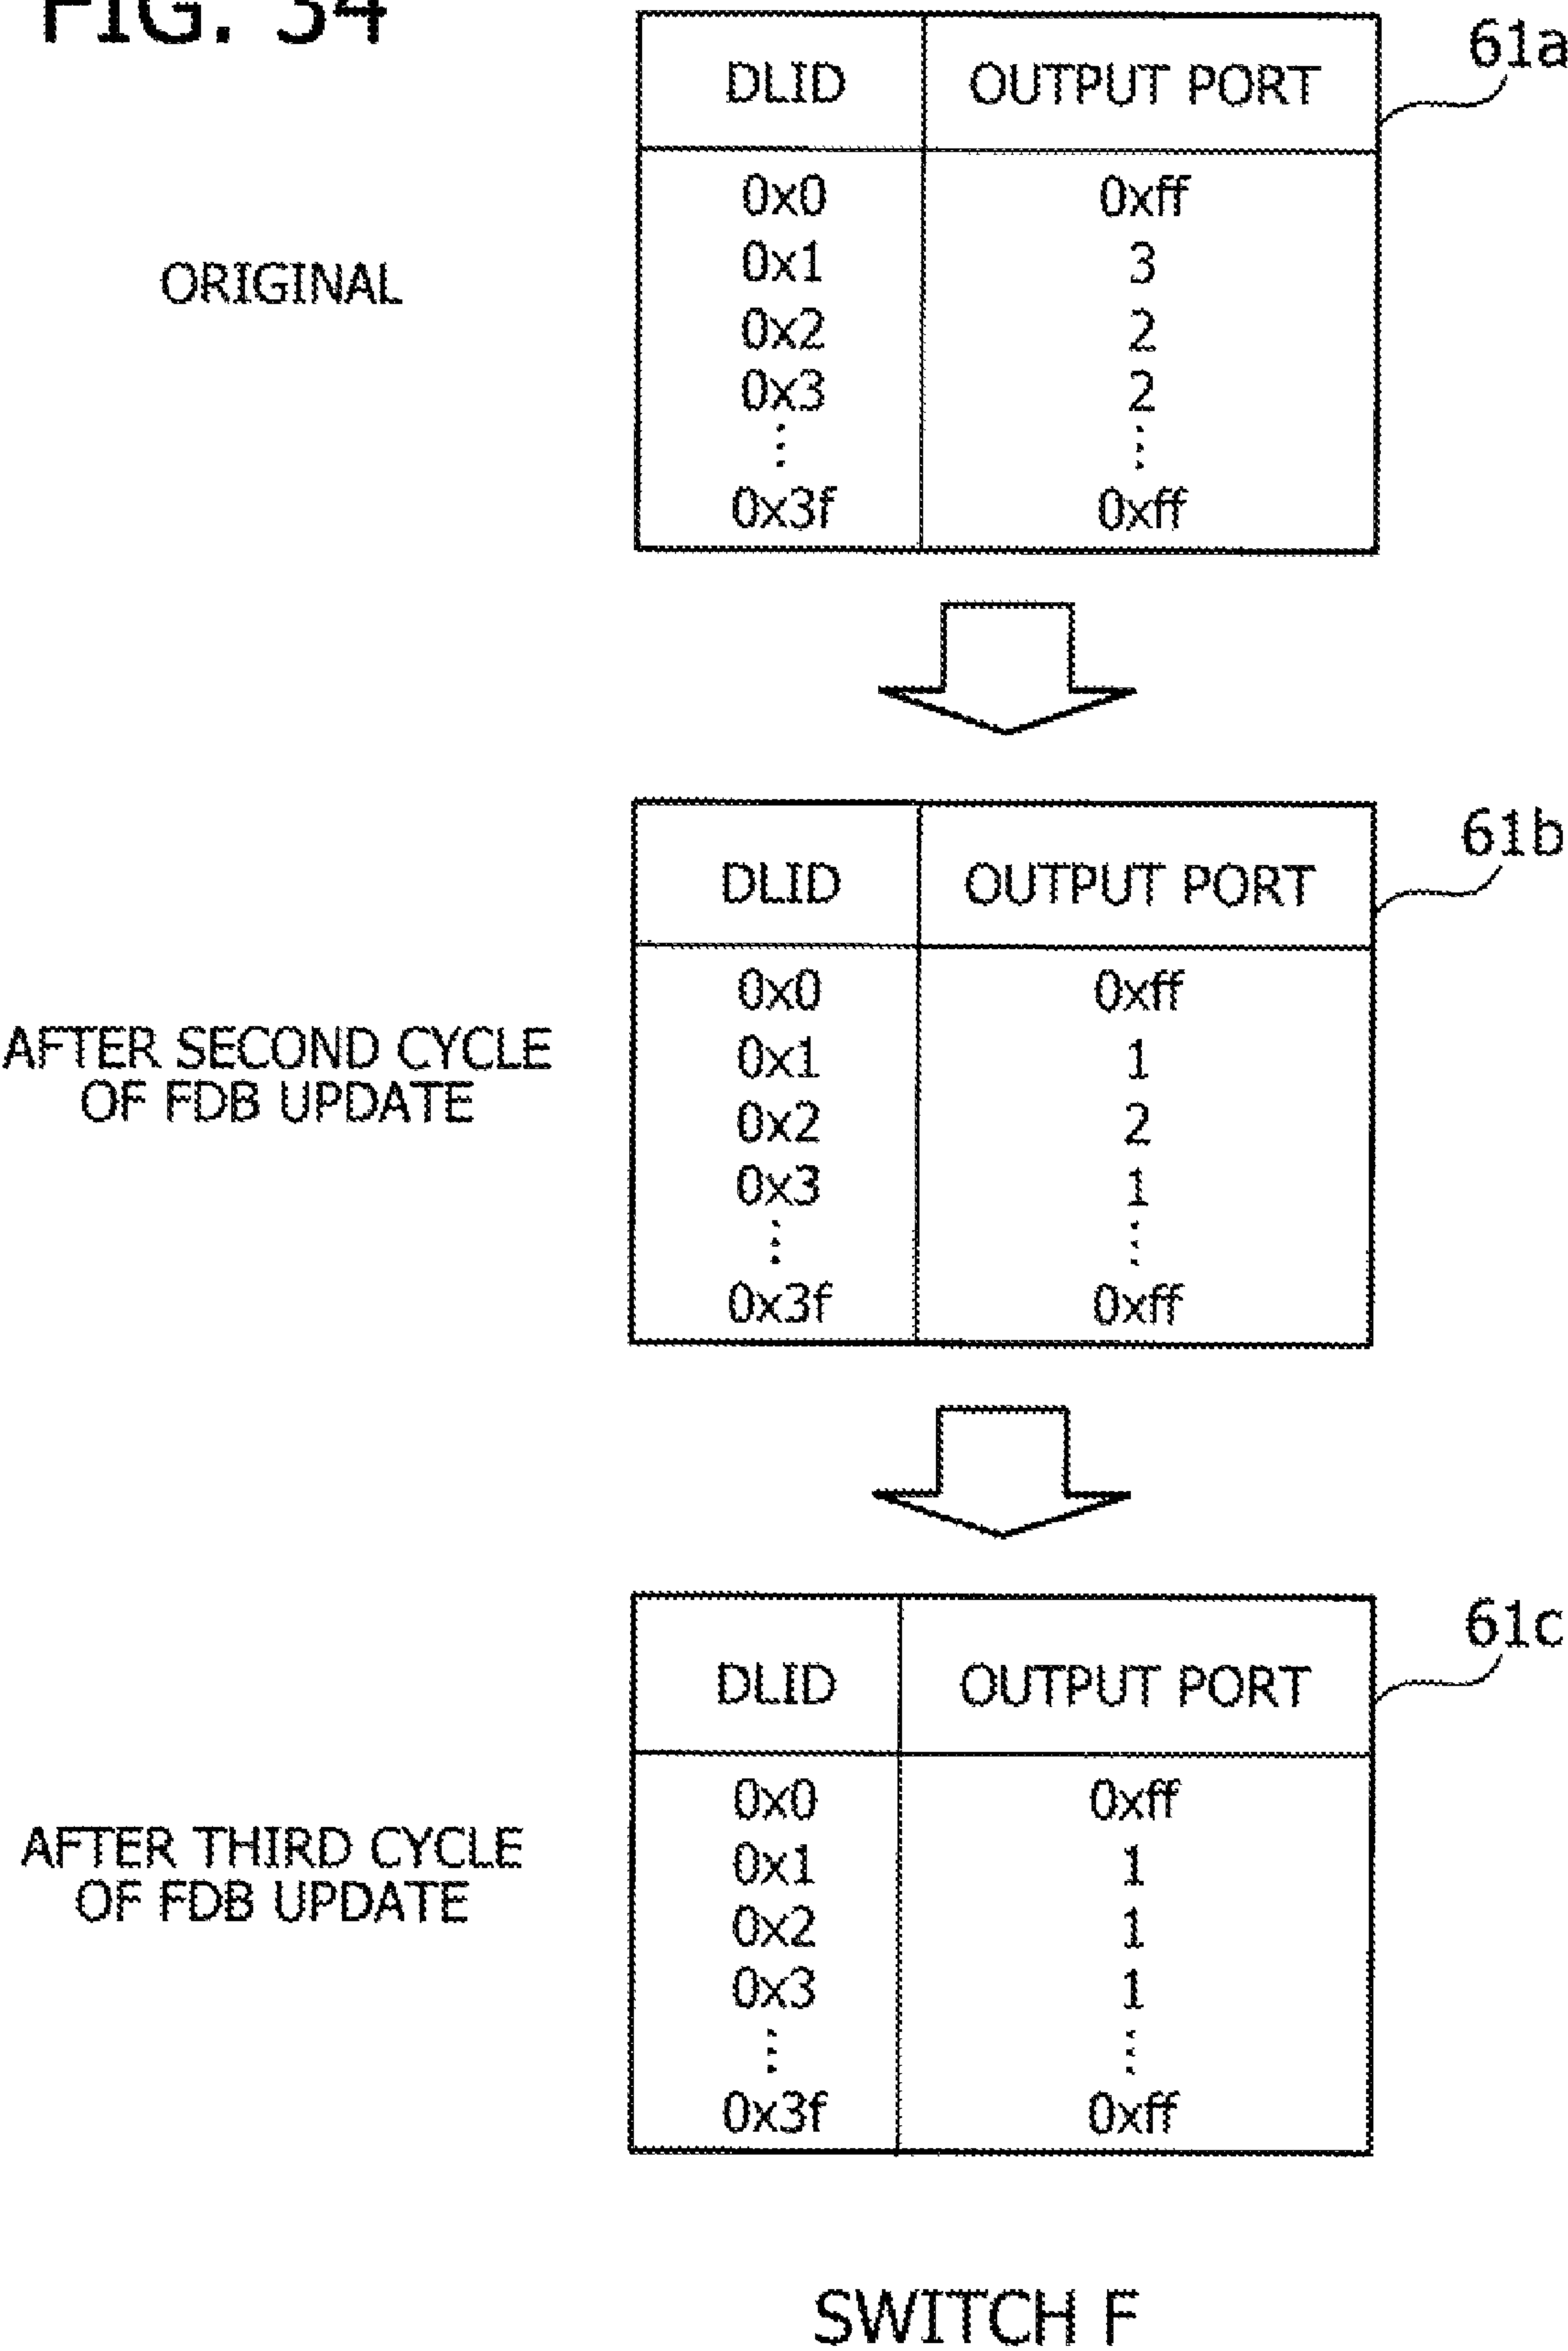 FIG. 34
DLID OUTPUT PORT 61a
0x0 0xff
ORIGINAL 0x1 3
0x2 2
0x3 2
⋮ ⋮
0x3f 0xff
DLID OUTPUT PORT 61b
0x0 0xff
AFTER SECOND CYCLE 0x1 1
OF FDB UPDATE 0x2 2
0x3 1
⋮ ⋮
0x3f 0xff
DLID OUTPUT PORT 61c
0x0 0xff
AFTER THIRD CYCLE 0x1 1
OF FDB UPDATE 0x2 1
0x3 1
⋮ ⋮
0x3f 0xff
SWITCH F